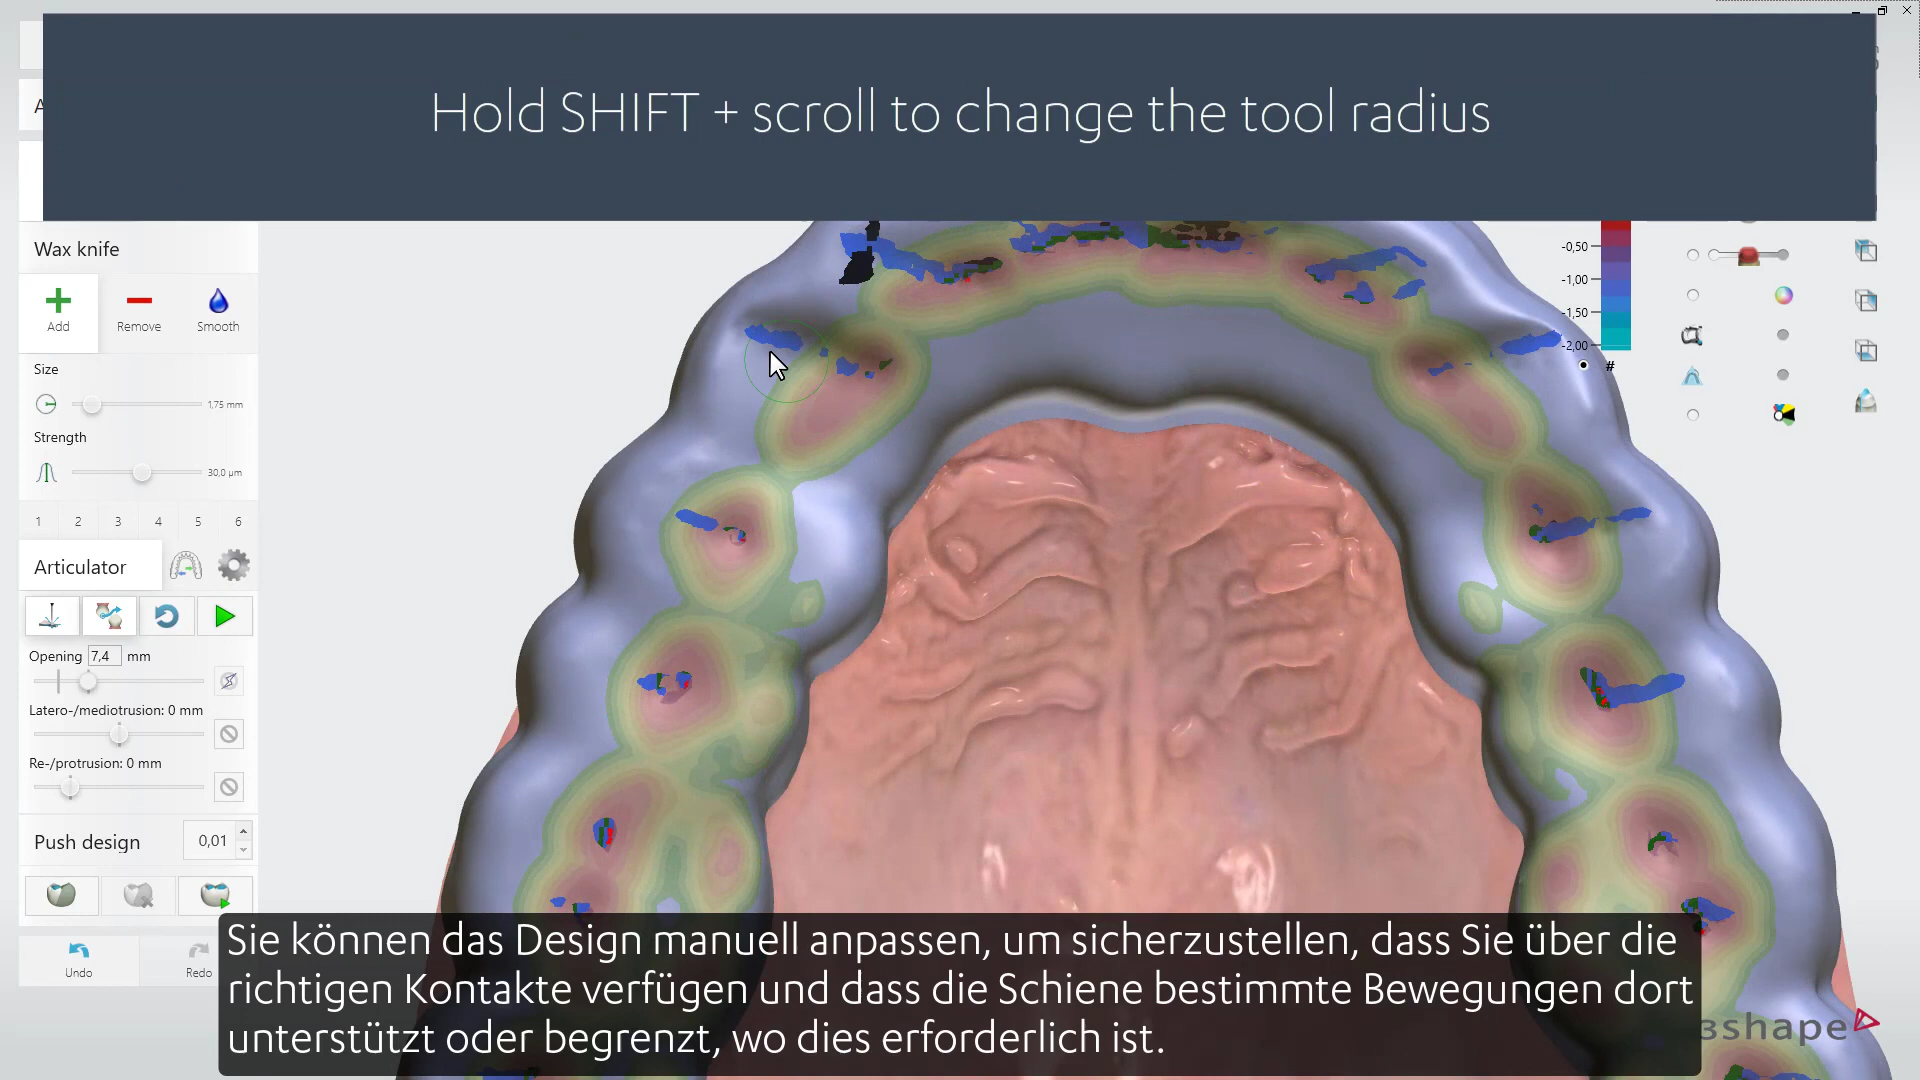 Hold SHIFT + scroll to change the tool radius
A
Wax knife
Add
Remove
Smooth
Size
1,75 mm
Strength
30,0 µm
1 2 3 4 5 6
Articulator
Opening 7,4 mm
Latero-/mediotrusion: 0 mm
Re-/protrusion: 0 mm
Push design 0,01
Undo
Redo
-0,50
-1,00
-1,50
-2,00
#
Sie können das Design manuell anpassen, um sicherzustellen, dass Sie über die
richtigen Kontakte verfügen und dass die Schiene bestimmte Bewegungen dort
unterstützt oder begrenzt, wo dies erforderlich ist.
3shape